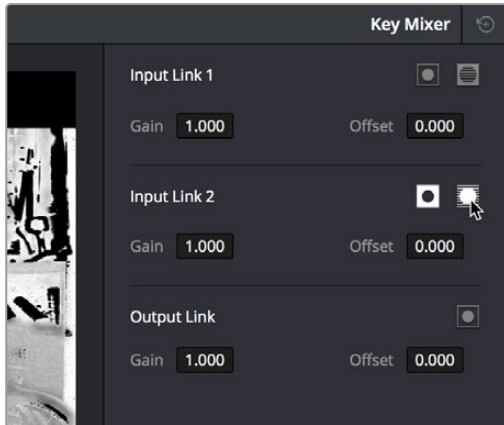 Key Mixer
Input Link 1
Gain 1.000 Offset 0.000
Input Link 2
Gain 1.000 Offset 0.000
Output Link
Gain 1.000 Offset 0.000